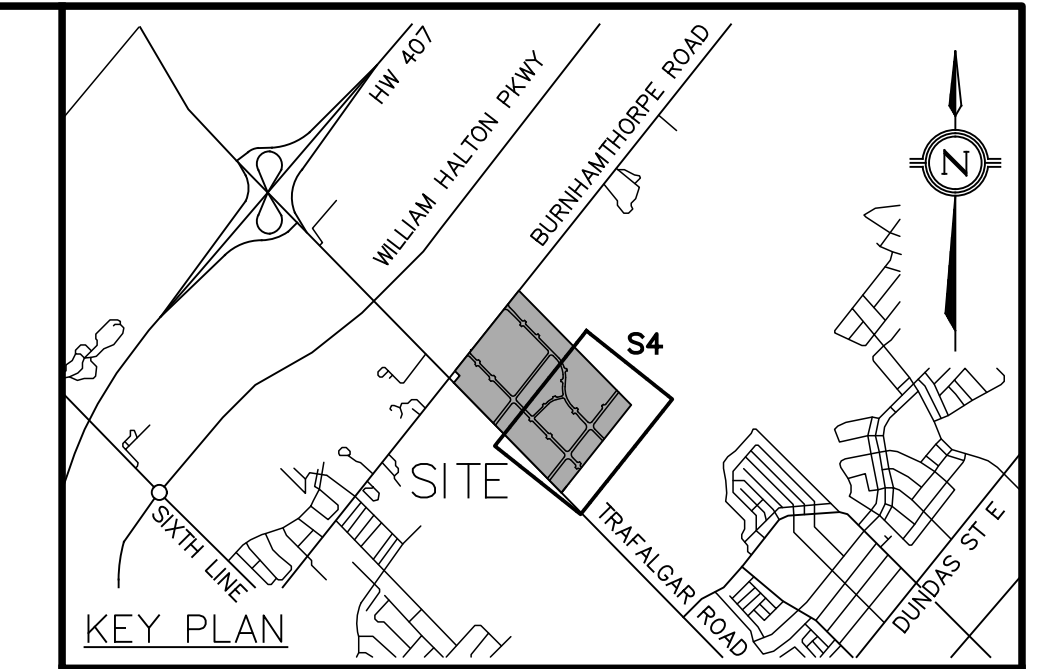 HW 407
WILLIAM HALTON PKWY
BURNHAMTHORPE ROAD
N
S4
SITE
SIXTH LINE
TRAFALGAR ROAD
DUNDAS ST E
KEY PLAN